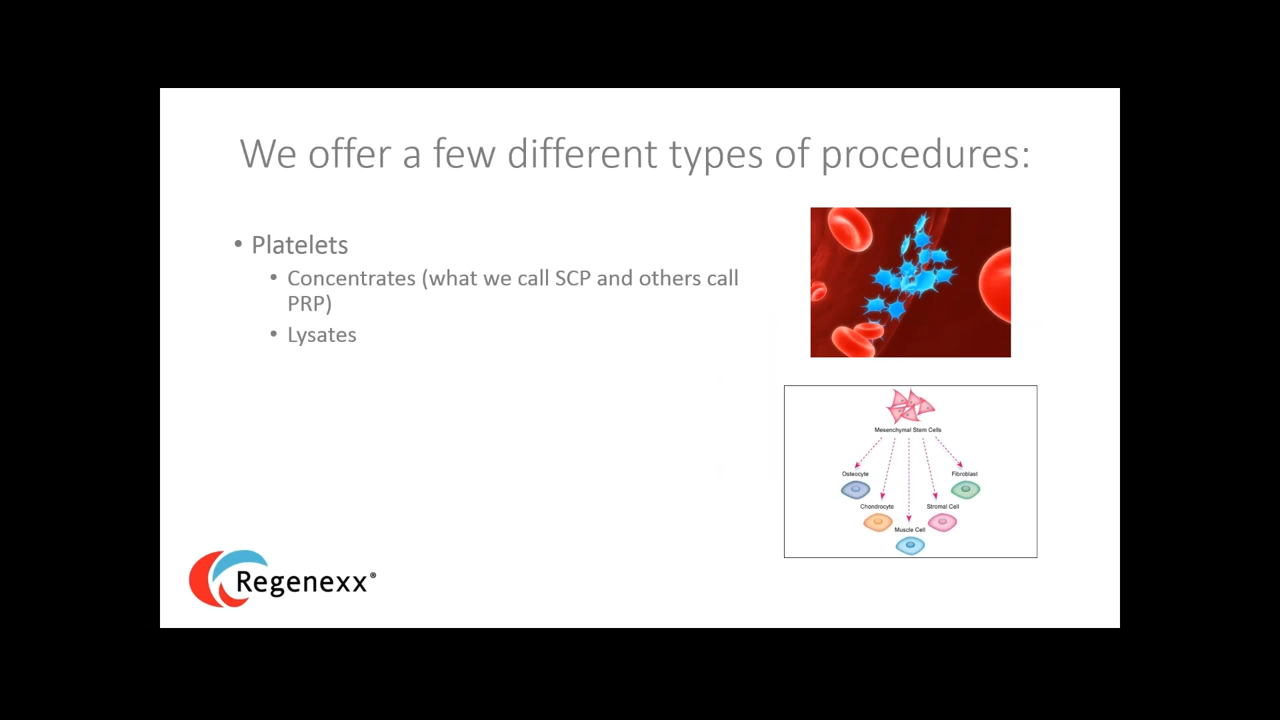 We offer a few different types of procedures:
• Platelets
• Concentrates (what we call SCP and others call
PRP)
• Lysates
Mesenchymal Stem Cells
Osteocyte
Fibroblast
Chondrocyte
Stromal Cell
Muscle Cell
Regenexx®